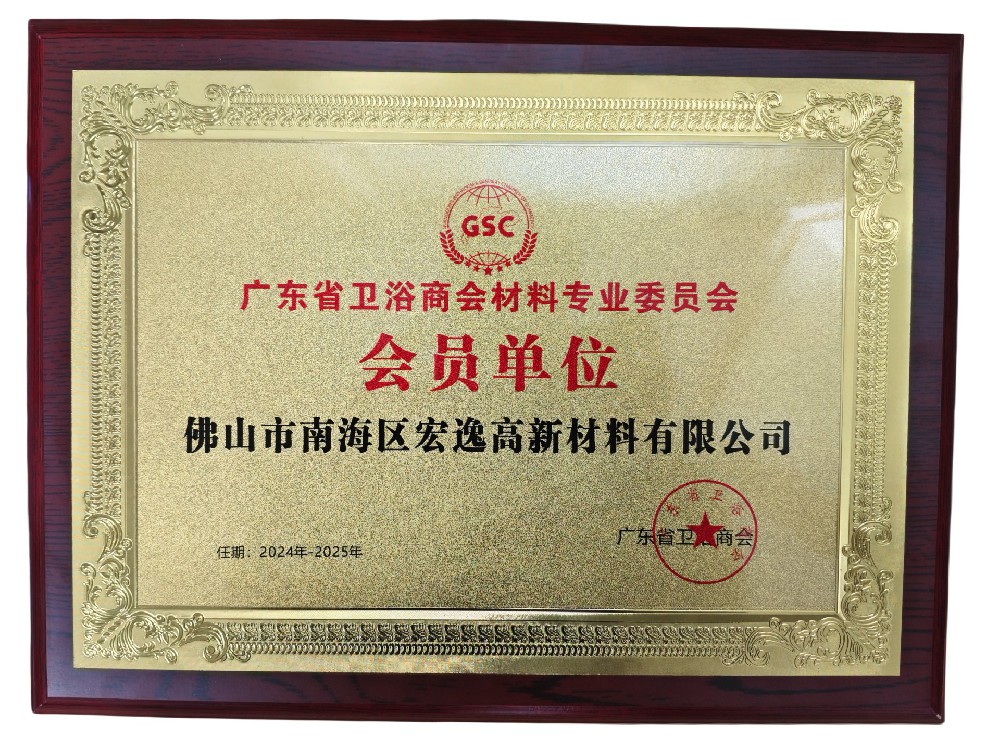 GSC
广东省卫浴商会材料专业委员会
会员单位
佛山市南海区宏逸高新材料有限公司
广东省卫浴商会
任期：2024年-2025年